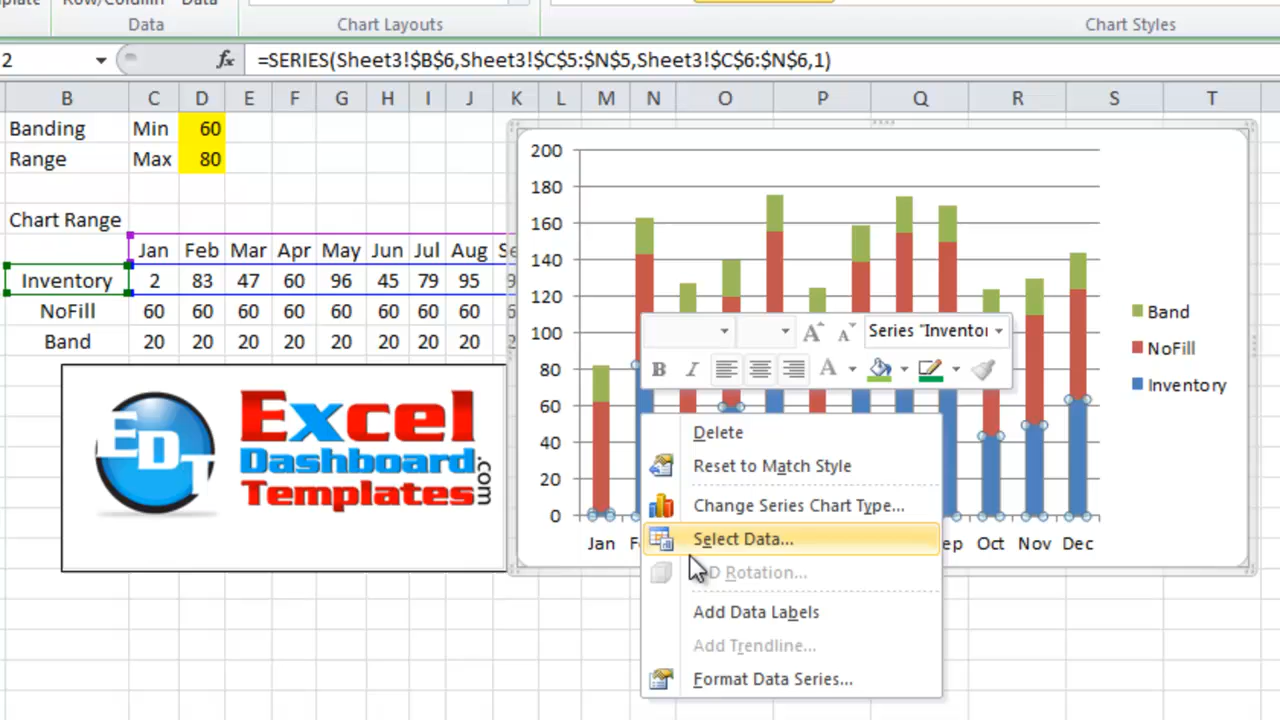 Row/Column Data
Data
Chart Layouts
Chart Styles
2
fx
=SERIES(Sheet3!$B$6,Sheet3!$C$5:$N$5,Sheet3!$C$6:$N$6,1)
B C D E F G H I J K L M N O P Q R S T
Banding Min 60
Range Max 80
Chart Range
Jan Feb Mar Apr May Jun Jul Aug
Inventory 2 83 47 60 96 45 79 95
NoFill 60 60 60 60 60 60 60 60
Band 20 20 20 20 20 20 20 20
Excel
Dashboard
Templates
.com
EDT
200
180
160
140
120
100
80
60
40
20
0
Jan Oct Nov Dec
Band
NoFill
Inventory
Series "Inventor
B I A
Delete
Reset to Match Style
Change Series Chart Type...
Select Data...
D Rotation...
Add Data Labels
Add Trendline...
Format Data Series...